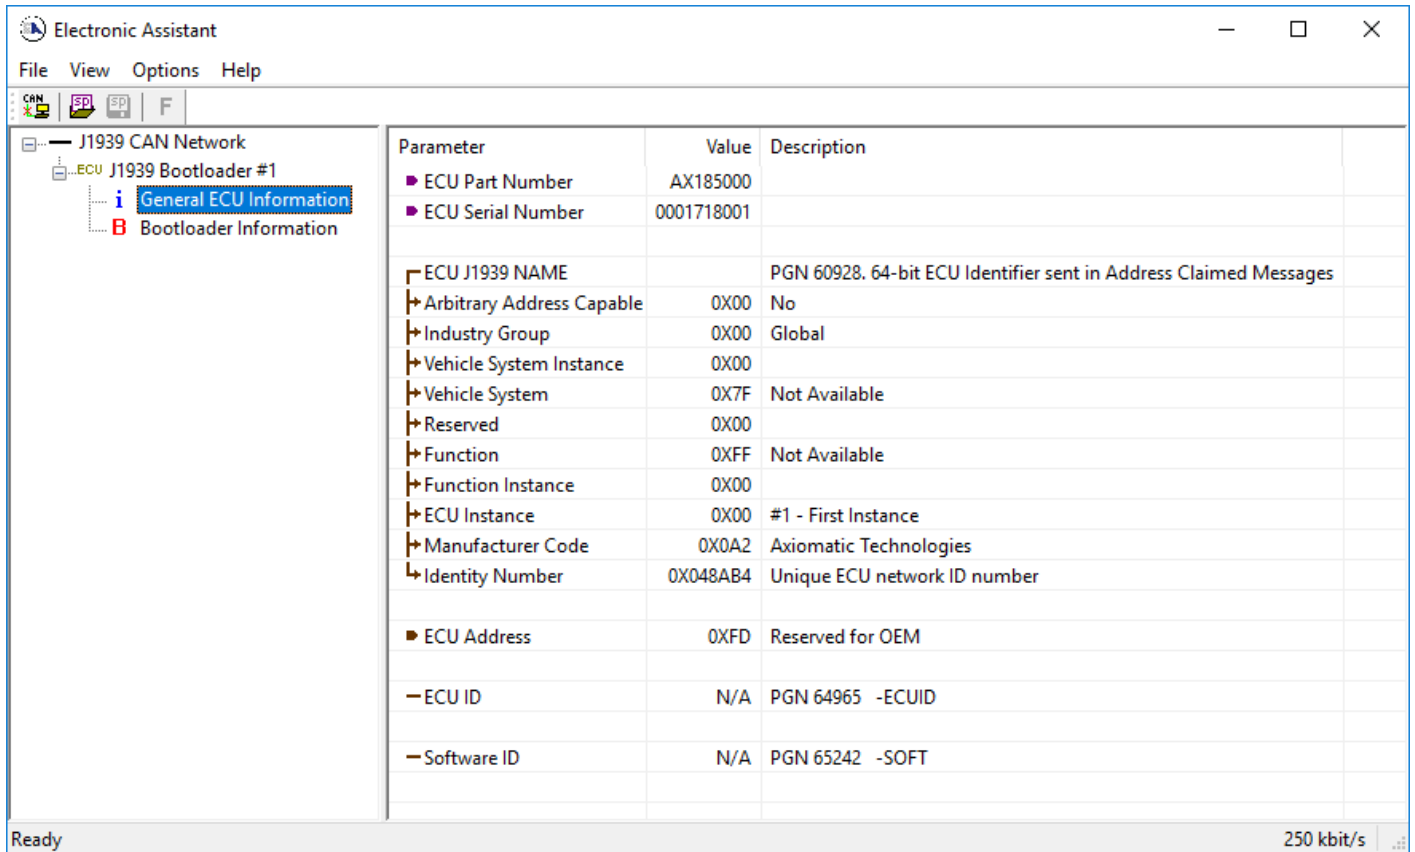 Electronic Assistant
File View Options Help
CAN SP SP F
J1939 CAN Network
ECU J1939 Bootloader #1
i General ECU Information
B Bootloader Information
Parameter Value Description
ECU Part Number AX185000
ECU Serial Number 0001718001
ECU J1939 NAME PGN 60928. 64-bit ECU Identifier sent in Address Claimed Messages
Arbitrary Address Capable 0X00 No
Industry Group 0X00 Global
Vehicle System Instance 0X00
Vehicle System 0X7F Not Available
Reserved 0X00
Function 0XFF Not Available
Function Instance 0X00
ECU Instance 0X00 #1 - First Instance
Manufacturer Code 0X0A2 Axiomatic Technologies
Identity Number 0X048AB4 Unique ECU network ID number
ECU Address 0XFD Reserved for OEM
ECU ID N/A PGN 64965 -ECUID
Software ID N/A PGN 65242 -SOFT
Ready 250 kbit/s